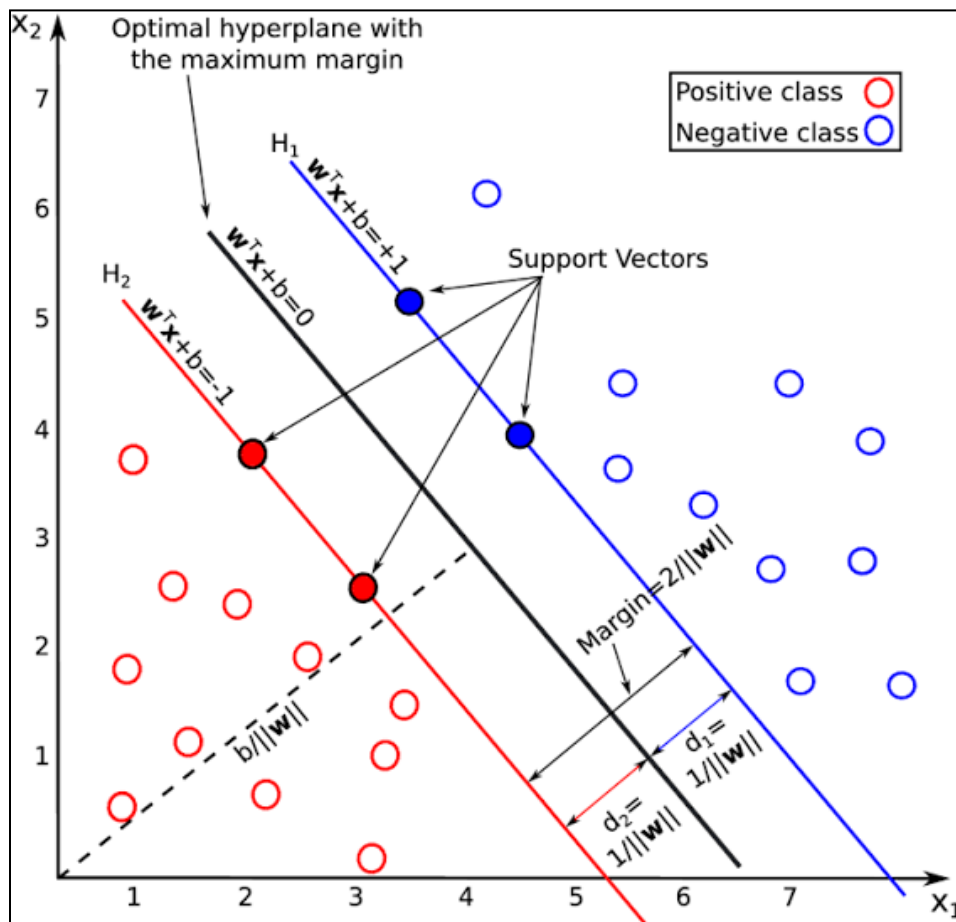 X₂
Optimal hyperplane with
the maximum margin
Positive class
Negative class
H₁
wᵀx+b=+1
wᵀx+b=0
Support Vectors
H₂
wᵀx+b=-1
Margin=2/||w||
b/||w||
d₁=
1/||w||
d₂=
1/||w||
7
6
5
4
3
2
1
1 2 3 4 5 6 7
X₁